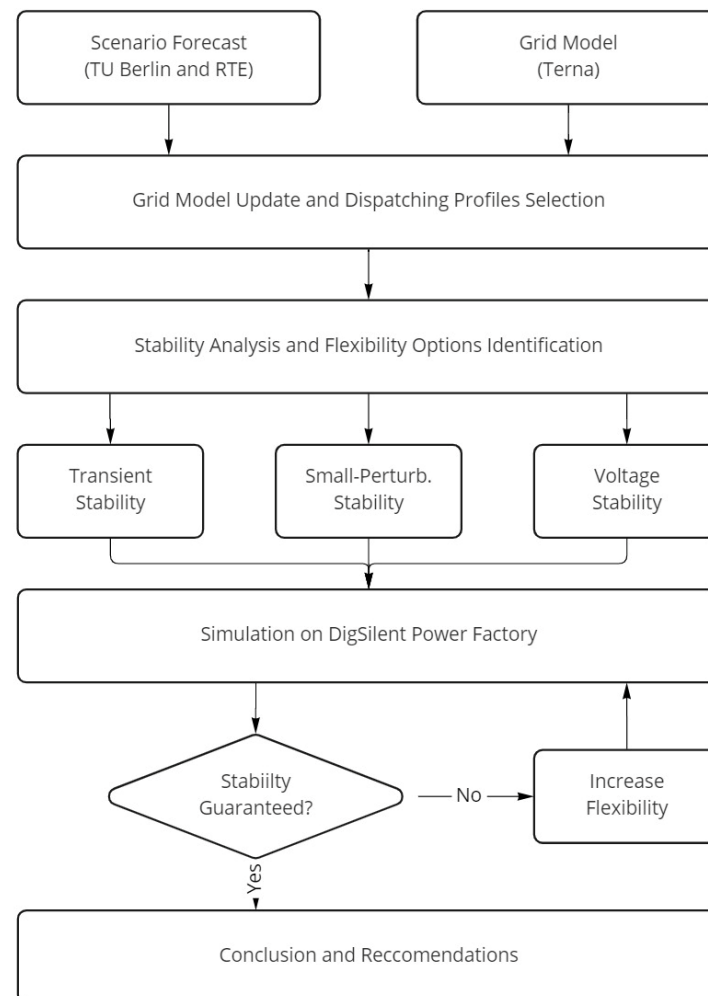 Scenario Forecast
(TU Berlin and RTE)
Grid Model
(Terna)
Grid Model Update and Dispatching Profiles Selection
Stability Analysis and Flexibility Options Identification
Transient
Stability
Small-Perturb.
Stability
Voltage
Stability
Simulation on DigSilent Power Factory
Stabiilty
Guaranteed?
No
Increase
Flexibility
Yes
Conclusion and Reccomendations